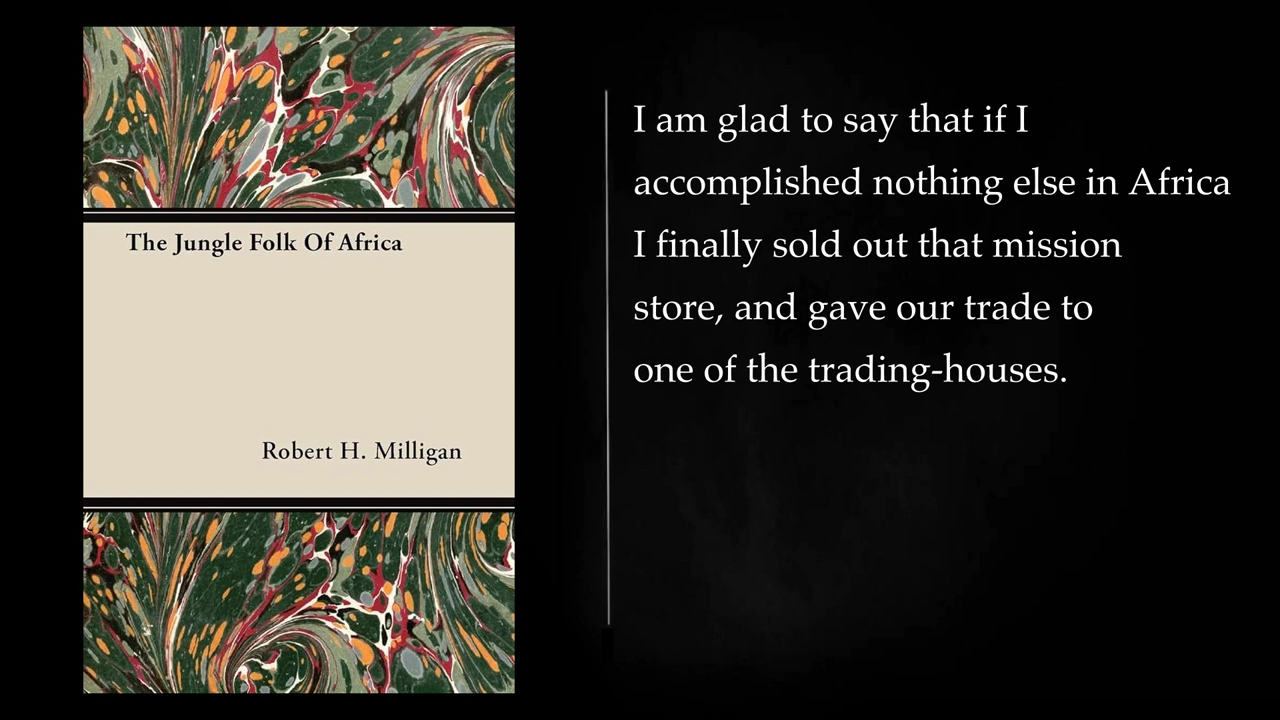 The Jungle Folk Of Africa
Robert H. Milligan
I am glad to say that if I
accomplished nothing else in Africa
I finally sold out that mission
store, and gave our trade to
one of the trading-houses.